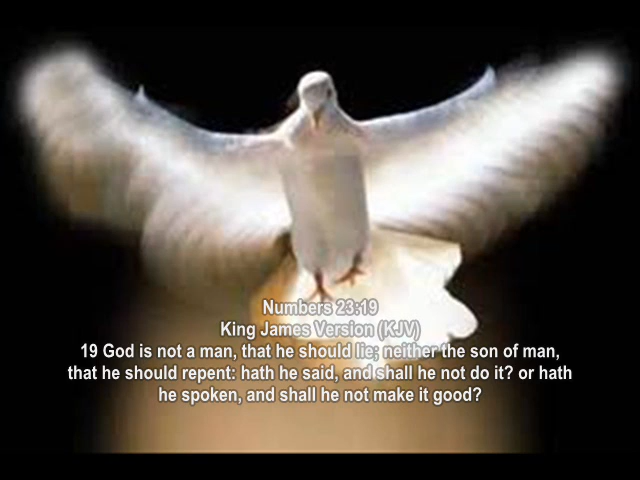 Numbers 23:19
King James Version (KJV)
19 God is not a man, that he should lie; neither the son of man,
that he should repent: hath he said, and shall he not do it? or hath
he spoken, and shall he not make it good?